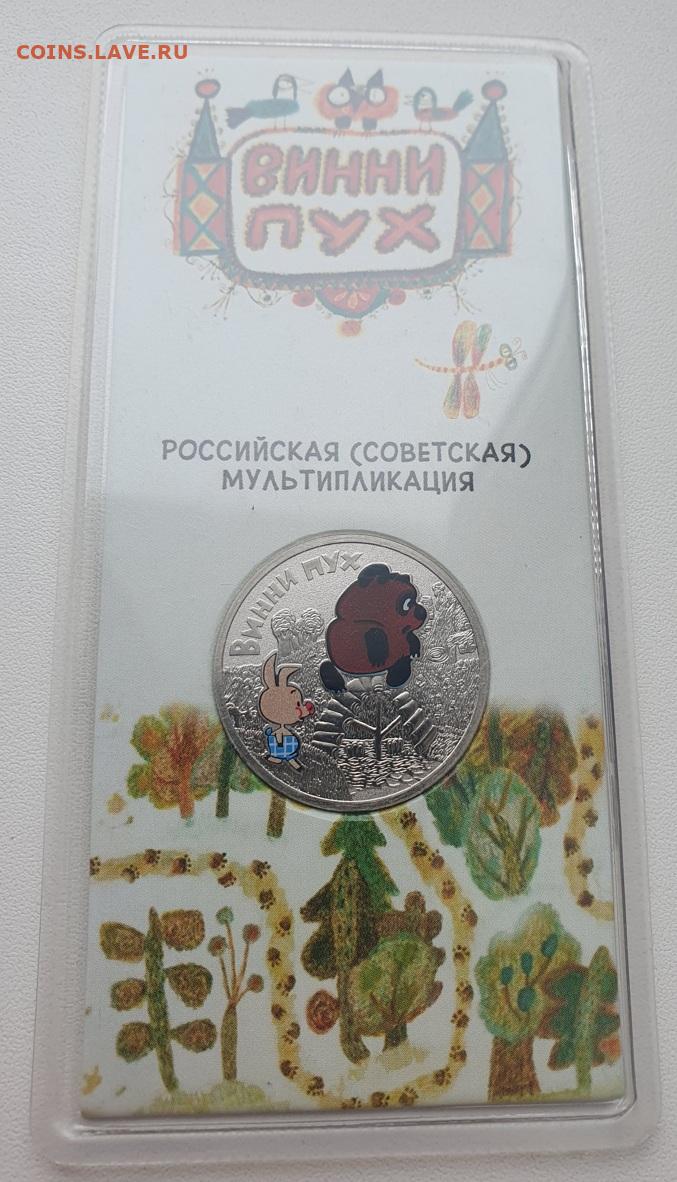 COINS.LAVE.RU
ВИННИ
ПУХ
РОССИЙСКАЯ (СОВЕТСКАЯ)
МУЛЬТИПЛИКАЦИЯ
ВИННИ ПУХ